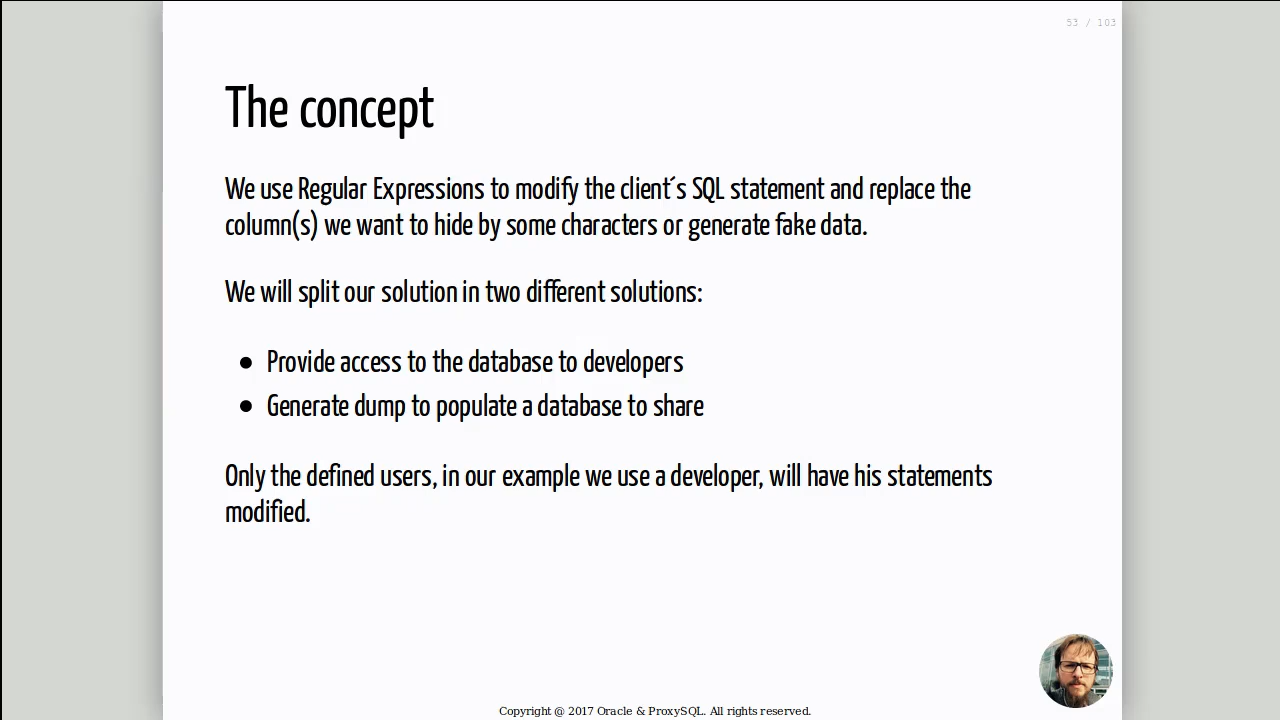 53 / 103
The concept
We use Regular Expressions to modify the client´s SQL statement and replace the
column(s) we want to hide by some characters or generate fake data.
We will split our solution in two different solutions:
Provide access to the database to developers
Generate dump to populate a database to share
Only the defined users, in our example we use a developer, will have his statements
modified.
Copyright @ 2017 Oracle & ProxySQL. All rights reserved.